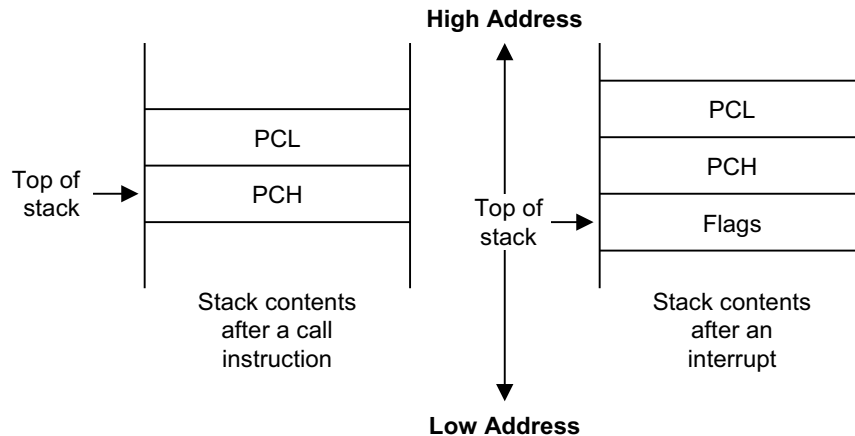 High Address
PCL
PCH
Top of
stack
Stack contents
after a call
instruction
Top of
stack
PCL
PCH
Flags
Stack contents
after an
interrupt
Low Address